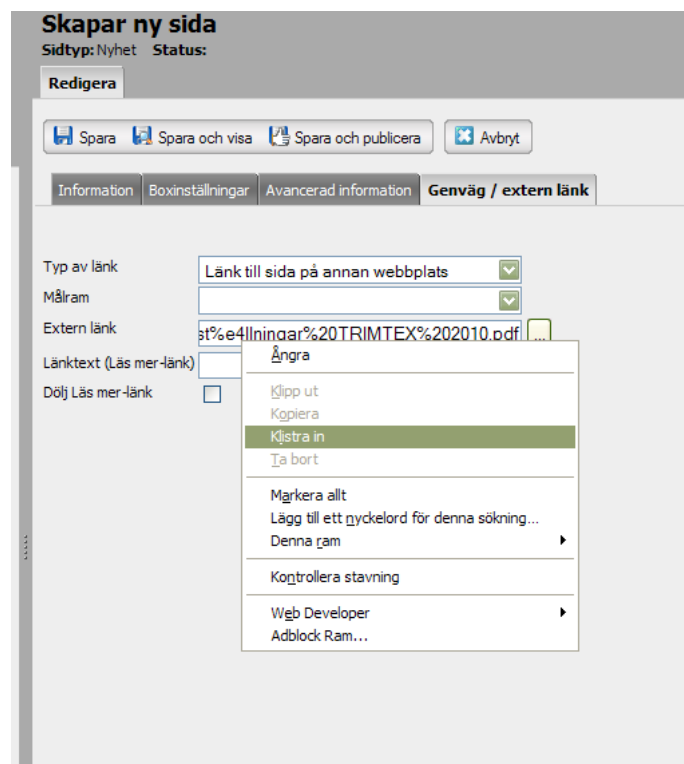 Skapar ny sida
Sidtyp: Nyhet Status:
Redigera
Spara Spara och visa Spara och publicera Avbryt
Information Boxinställningar Avancerad information Genväg / extern länk
Typ av länk Länk till sida på annan webbplats
Målram
Extern länk st%e4llningar%20TRIMTEX%202010.pdf ...
Länktext (Läs mer-länk)
Dölj Läs mer-länk
Ångra
Klipp ut
Kopiera
Klistra in
Ta bort
Markera allt
Lägg till ett nyckelord för denna sökning...
Denna ram
Kontrollera stavning
Web Developer
Adblock Ram...